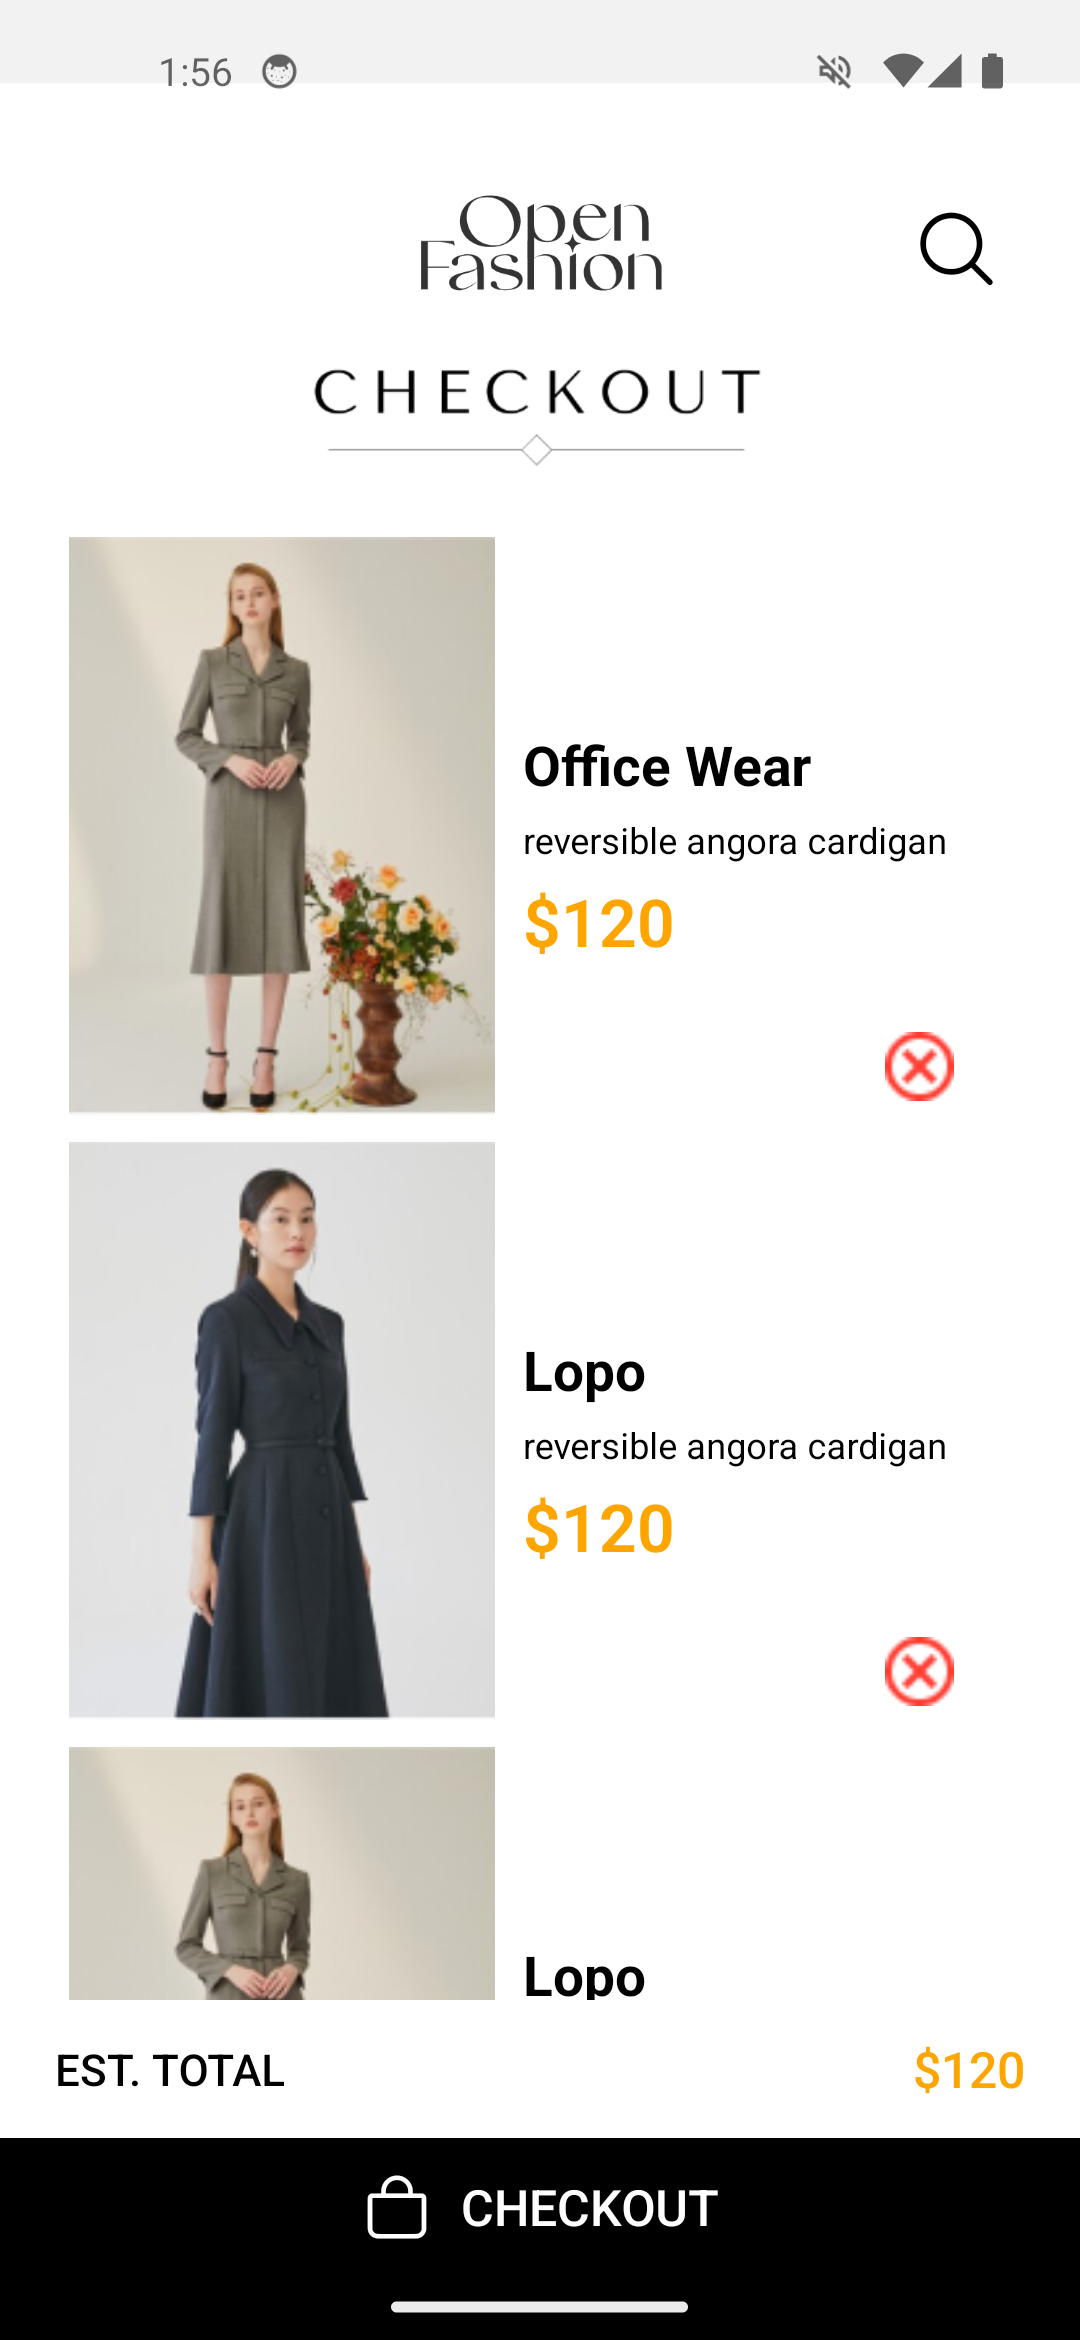 1:56
Open
Fashion
CHECKOUT
Office Wear
reversible angora cardigan
$120
Lopo
reversible angora cardigan
$120
Lopo
EST. TOTAL $120
CHECKOUT